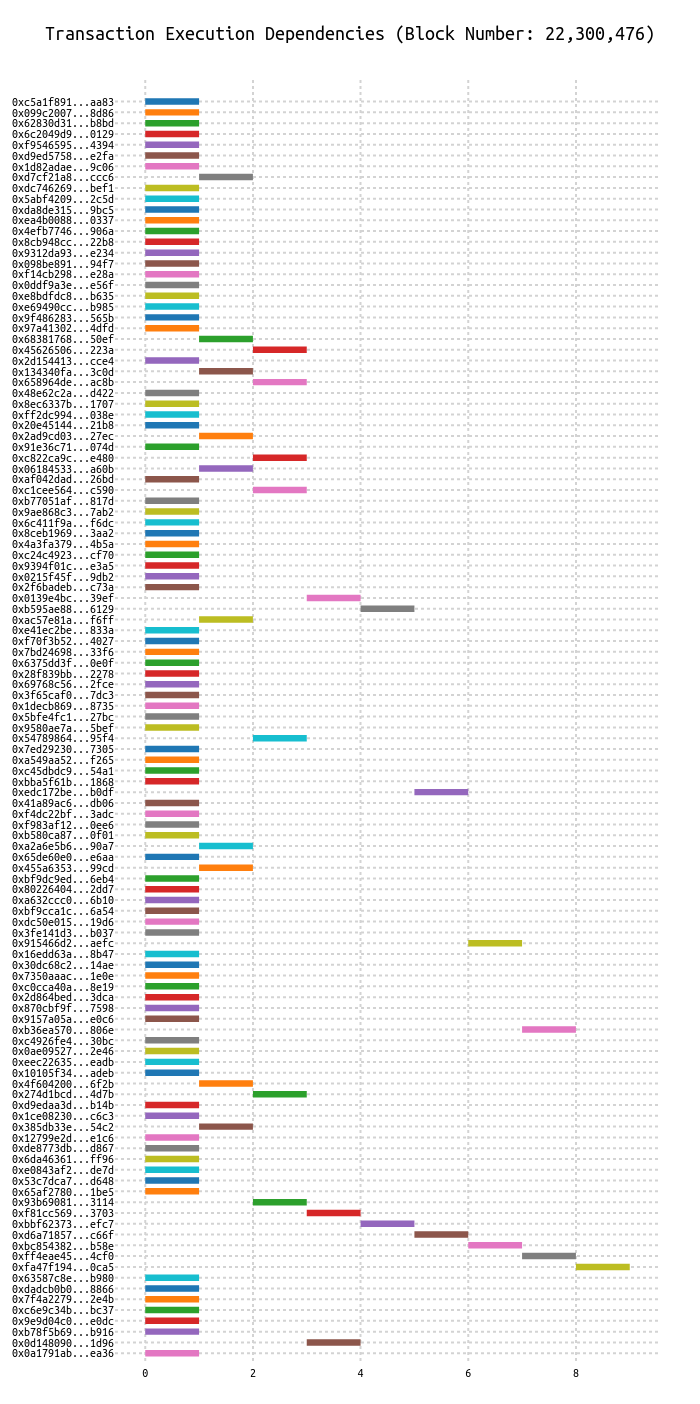 Transaction Execution Dependencies (Block Number: 22,300,476)
0xc5a1f891...aa83
0x099c2007...8d86
0x62830d31...b8bd
0x6c2049d9...0129
0xf9546595...4394
0xd9ed5758...e2fa
0x1d82adae...9c06
0xd7cf21a8...ccc6
0xdc746269...bef1
0x5abf4209...2c5d
0xda8de315...9bc5
0xea4b0088...0337
0x4efb7746...906a
0x8cb948cc...22b8
0x9312da93...e234
0x098be891...94f7
0xf14cb298...e28a
0x0ddf9a3e...e56f
0xe8bdfdc8...b635
0xe69490cc...b985
0x9f486283...565b
0x97a41302...4dfd
0x68381768...50ef
0x45626506...223a
0x2d154413...cce4
0x134340fa...3c0d
0x658964de...ac8b
0x48e62c2a...d422
0x8ec6337b...1707
0xff2dc994...038e
0x20e45144...21b8
0x2ad9cd03...27ec
0x91e36c71...074d
0xc822ca9c...e480
0x06184533...a60b
0xaf042dad...26bd
0xc1cee564...c590
0xb77051af...817d
0x9ae868c3...7ab2
0x6c411f9a...f6dc
0x8ceb1969...3aa2
0x4a3fa379...4b5a
0xc24c4923...cf70
0x9394f01c...e3a5
0x0215f45f...9db2
0x2f6badeb...c73a
0x0139e4bc...39ef
0xb595ae88...6129
0xac57e81a...f6ff
0xe41ec2be...833a
0xf70f3b52...4027
0x7bd24698...33f6
0x6375dd3f...0e0f
0x28f839bb...2278
0x69768c56...2fce
0x3f65caf0...7dc3
0x1decb869...8735
0x5bfe4fc1...27bc
0x9580ae7a...5bef
0x54789864...95f4
0x7ed29230...7305
0xa549aa52...f265
0xc45dbdc9...54a1
0xbba5f61b...1868
0xedc172be...b0df
0x41a89ac6...db06
0xf4dc22bf...3adc
0xf983af12...0ee6
0xb580ca87...0f01
0xa2a6e5b6...90a7
0x65de60e0...e6aa
0x455a6353...99cd
0xbf9dc9ed...6eb4
0x80226404...2dd7
0xa632ccc0...6b10
0xbf9cca1c...6a54
0xdc50e015...19d6
0x3fe141d3...b037
0x915466d2...aefc
0x16edd63a...8b47
0x30dc68c2...14ae
0x7350aaac...1e0e
0xc0cca40a...8e19
0x2d864bed...3dca
0x870cbf9f...7598
0x9157a05a...e0c6
0xb36ea570...806e
0xc4926fe4...30bc
0x0ae09527...2e46
0xeec22635...eadb
0x10105f34...adeb
0x4f604200...6f2b
0x274d1bcd...4d7b
0xd9edaa3d...b14b
0x1ce08230...c6c3
0x385db33e...54c2
0x12799e2d...e1c6
0xde8773db...d867
0x6da46361...ff96
0xe0843af2...de7d
0x53c7dca7...d648
0x65af2780...1be5
0x93b69081...3114
0xf81cc569...3703
0xbbf62373...efc7
0xd6a71857...c66f
0xbc854382...b58e
0xff4eae45...4cf0
0xfa47f194...0ca5
0x63587c8e...b980
0xdadcb0b0...8866
0x7f4a2279...2e4b
0xc6e9c34b...bc37
0x9e9d04c0...e0dc
0xb78f5b69...b916
0x0d148090...1d96
0x0a1791ab...ea36
0 2 4 6 8